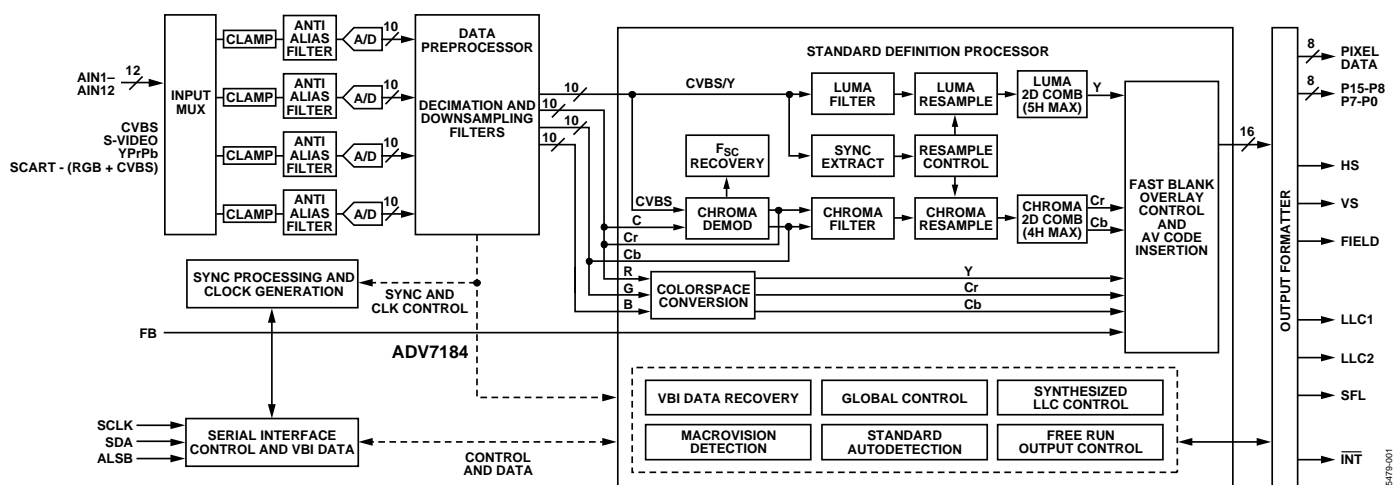 AIN1–
AIN12
12
CVBS
S-VIDEO
YPrPb
SCART - (RGB + CVBS)
INPUT
MUX
CLAMP
ANTI
ALIAS
FILTER
A/D
10
CLAMP
ANTI
ALIAS
FILTER
A/D
10
CLAMP
ANTI
ALIAS
FILTER
A/D
10
CLAMP
ANTI
ALIAS
FILTER
A/D
10
DATA
PREPROCESSOR
DECIMATION AND
DOWNSAMPLING
FILTERS
10
10
10
10
STANDARD DEFINITION PROCESSOR
CVBS/Y
LUMA
FILTER
LUMA
RESAMPLE
LUMA
2D COMB
(5H MAX)
Y
FSC
RECOVERY
SYNC
EXTRACT
RESAMPLE
CONTROL
CVBS
C
Cr
Cb
CHROMA
DEMOD
CHROMA
FILTER
CHROMA
RESAMPLE
CHROMA
2D COMB
(4H MAX)
Cr
Cb
R
G
B
COLORSPACE
CONVERSION
Y
Cr
Cb
FAST BLANK
OVERLAY
CONTROL
AND
AV CODE
INSERTION
16
OUTPUT FORMATTER
8
PIXEL
DATA
8
P15-P8
P7-P0
HS
VS
FIELD
LLC1
LLC2
SFL
INT
SYNC PROCESSING AND
CLOCK GENERATION
SYNC AND
CLK CONTROL
FB
ADV7184
SCLK
SDA
ALSB
SERIAL INTERFACE
CONTROL AND VBI DATA
CONTROL
AND DATA
VBI DATA RECOVERY
GLOBAL CONTROL
SYNTHESIZED
LLC CONTROL
MACROVISION
DETECTION
STANDARD
AUTODETECTION
FREE RUN
OUTPUT CONTROL
5479-001